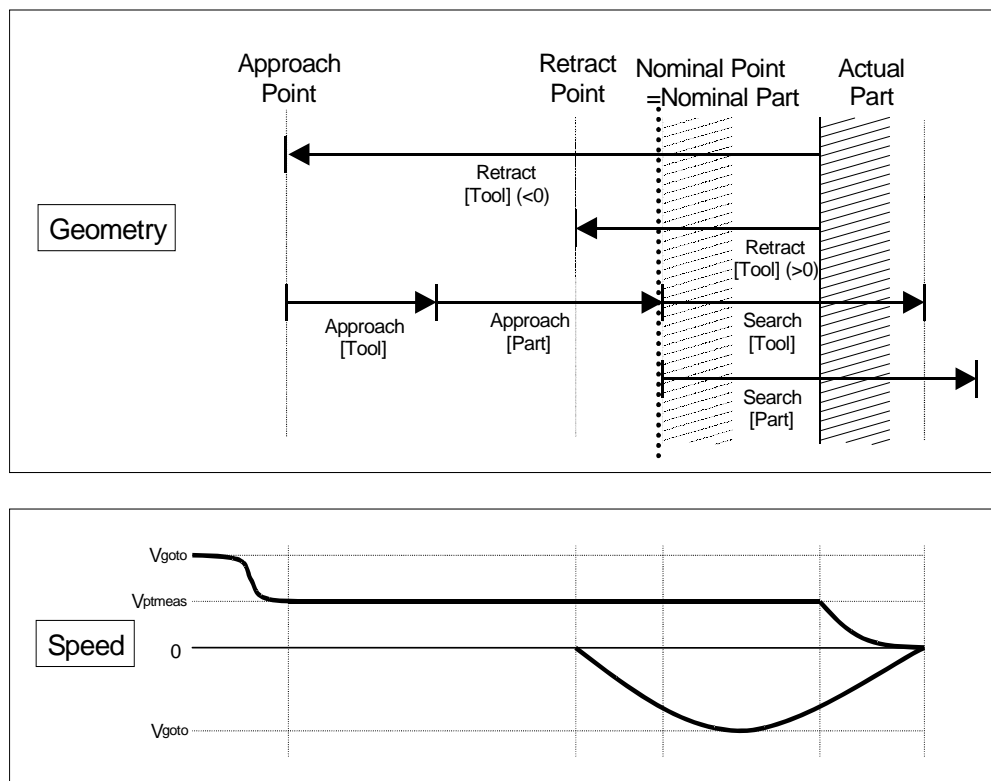 Approach
Point
Retract
Point
Nominal Point
=Nominal Part
Actual
Part
Retract
[Tool] (<0)
Geometry
Retract
[Tool] (>0)
Approach
[Tool]
Approach
[Part]
Search
[Tool]
Search
[Part]
Vgoto
Vptmeas
Speed
0
Vgoto